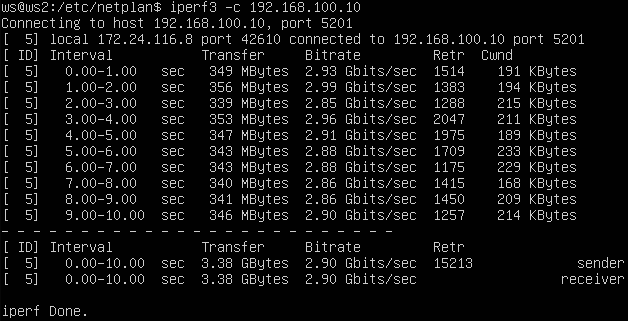 ws@ws2:/etc/netplan$ iperf3 -c 192.168.100.10
Connecting to host 192.168.100.10, port 5201
[  5] local 172.24.116.8 port 42610 connected to 192.168.100.10 port 5201
[ ID] Interval           Transfer     Bitrate         Retr  Cwnd
[  5]   0.00-1.00   sec   349 MBytes  2.93 Gbits/sec  1514    191 KBytes
[  5]   1.00-2.00   sec   356 MBytes  2.99 Gbits/sec  1383    194 KBytes
[  5]   2.00-3.00   sec   339 MBytes  2.85 Gbits/sec  1288    215 KBytes
[  5]   3.00-4.00   sec   353 MBytes  2.96 Gbits/sec  2047    211 KBytes
[  5]   4.00-5.00   sec   347 MBytes  2.91 Gbits/sec  1975    189 KBytes
[  5]   5.00-6.00   sec   343 MBytes  2.88 Gbits/sec  1709    233 KBytes
[  5]   6.00-7.00   sec   343 MBytes  2.88 Gbits/sec  1175    229 KBytes
[  5]   7.00-8.00   sec   340 MBytes  2.86 Gbits/sec  1415    168 KBytes
[  5]   8.00-9.00   sec   341 MBytes  2.86 Gbits/sec  1450    209 KBytes
[  5]   9.00-10.00  sec   346 MBytes  2.90 Gbits/sec  1257    214 KBytes
- - - - - - - - - - - - - - - - - - - - - - - - -
[ ID] Interval           Transfer     Bitrate         Retr
[  5]   0.00-10.00  sec  3.38 GBytes  2.90 Gbits/sec  15213             sender
[  5]   0.00-10.00  sec  3.38 GBytes  2.90 Gbits/sec                  receiver

iperf Done.